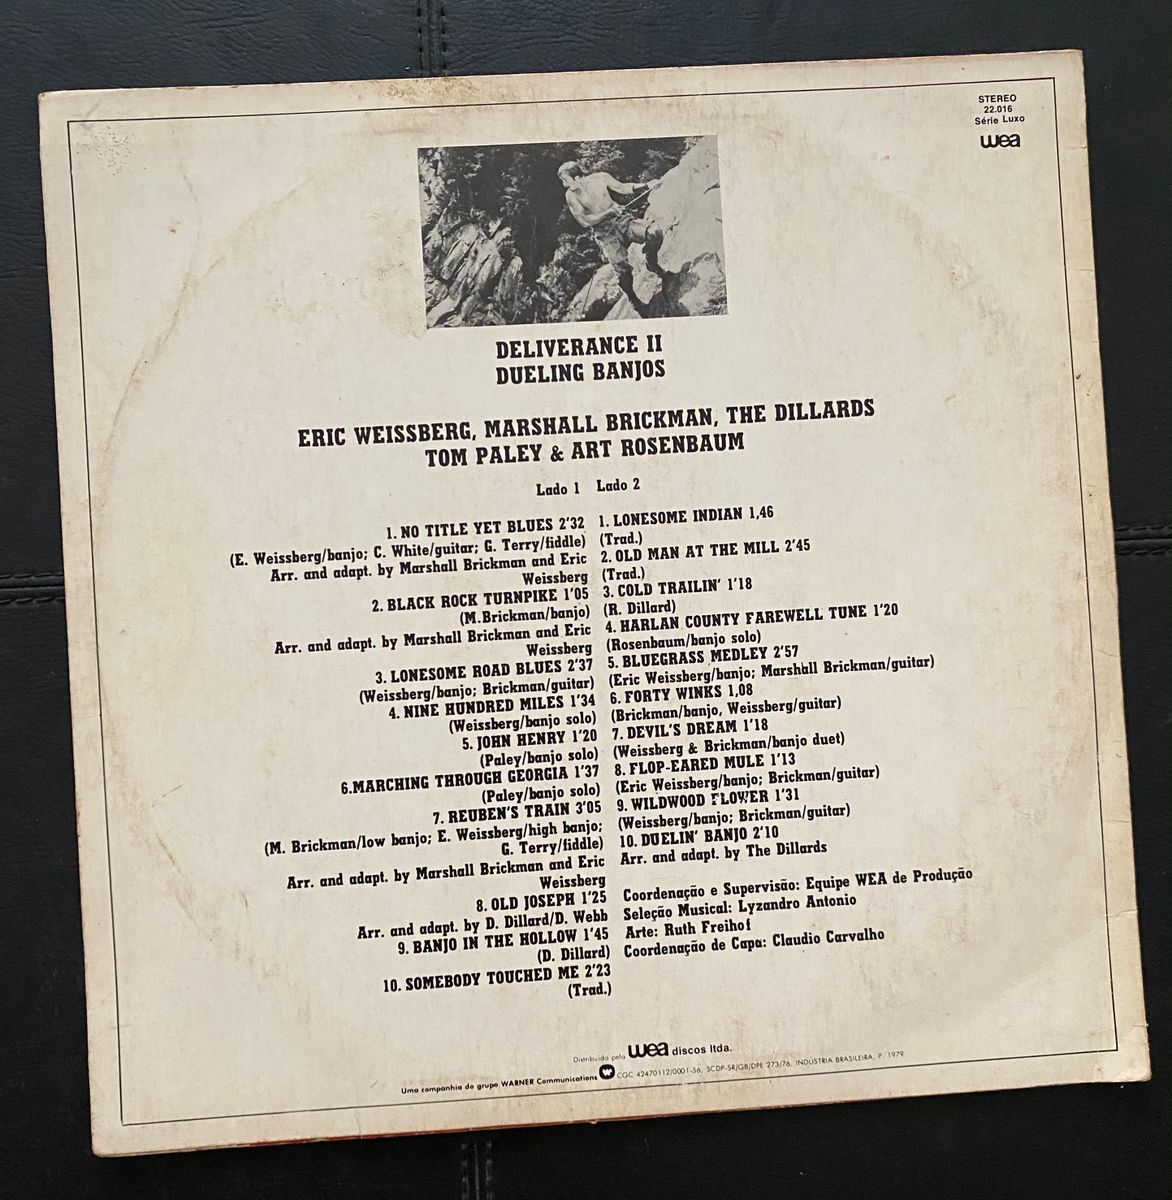 STEREO
22.016
Série Luxo
wea
DELIVERANCE II
DUELING BANJOS
ERIC WEISSBERG, MARSHALL BRICKMAN, THE DILLARDS
TOM PALEY & ART ROSENBAUM
Lado 1
1. NO TITLE YET BLUES 2'32
(E. Weissberg/banjo; C. White/guitar; G. Terry/fiddle)
Arr. and adapt. by Marshall Brickman and Eric
Weissberg
2. BLACK ROCK TURNPIKE 1'05
(M.Brickman/banjo)
Arr. and adapt. by Marshall Brickman and Eric
Weissberg
3. LONESOME ROAD BLUES 2'37
(Weissberg/banjo; Brickman/guitar)
4. NINE HUNDRED MILES 1'34
(Weissberg/banjo solo)
5. JOHN HENRY 1'20
(Paley/banjo solo)
6.MARCHING THROUGH GEORGIA 1'37
(Paley/banjo solo)
7. REUBEN'S TRAIN 3'05
(M. Brickman/low banjo; E. Weissberg/high banjo;
G. Terry/fiddle)
Arr. and adapt. by Marshall Brickman and Eric
Weissberg
8. OLD JOSEPH 1'25
Arr. and adapt. by D. Dillard/D. Webb
9. BANJO IN THE HOLLOW 1'45
(D. Dillard)
10. SOMEBODY TOUCHED ME 2'23
(Trad.)
Lado 2
1. LONESOME INDIAN 1,46
(Trad.)
2. OLD MAN AT THE MILL 2'45
(Trad.)
3. COLD TRAILIN' 1'18
(R. Dillard)
4. HARLAN COUNTY FAREWELL TUNE 1'20
(Rosenbaum/banjo solo)
5. BLUEGRASS MEDLEY 2'57
(Eric Weissberg/banjo; Marshall Brickman/guitar)
6. FORTY WINKS 1,08
(Brickman/banjo, Weissberg/guitar)
7. DEVIL'S DREAM 1'18
(Weissberg & Brickman/banjo duet)
8. FLOP-EARED MULE 1'13
(Eric Weissberg/banjo; Brickman/guitar)
9. WILDWOOD FLOWER 1'31
(Weissberg/banjo; Brickman/guitar)
10. DUELIN' BANJO 2'10
Arr. and adapt. by The Dillards
Coordenação e Supervisão: Equipe WEA de Produção
Seleção Musical: Lyzandro Antonio
Arte: Ruth Freihof
Coordenação de Capa: Claudio Carvalho
Distribuido pela wea discos ltda.
Uma companhia do grupo WARNER Communications CGC 42470112/0001-56, SCDP-SR/GB/DPE 273/76, INDÚSTRIA BRASILEIRA, P. 1979